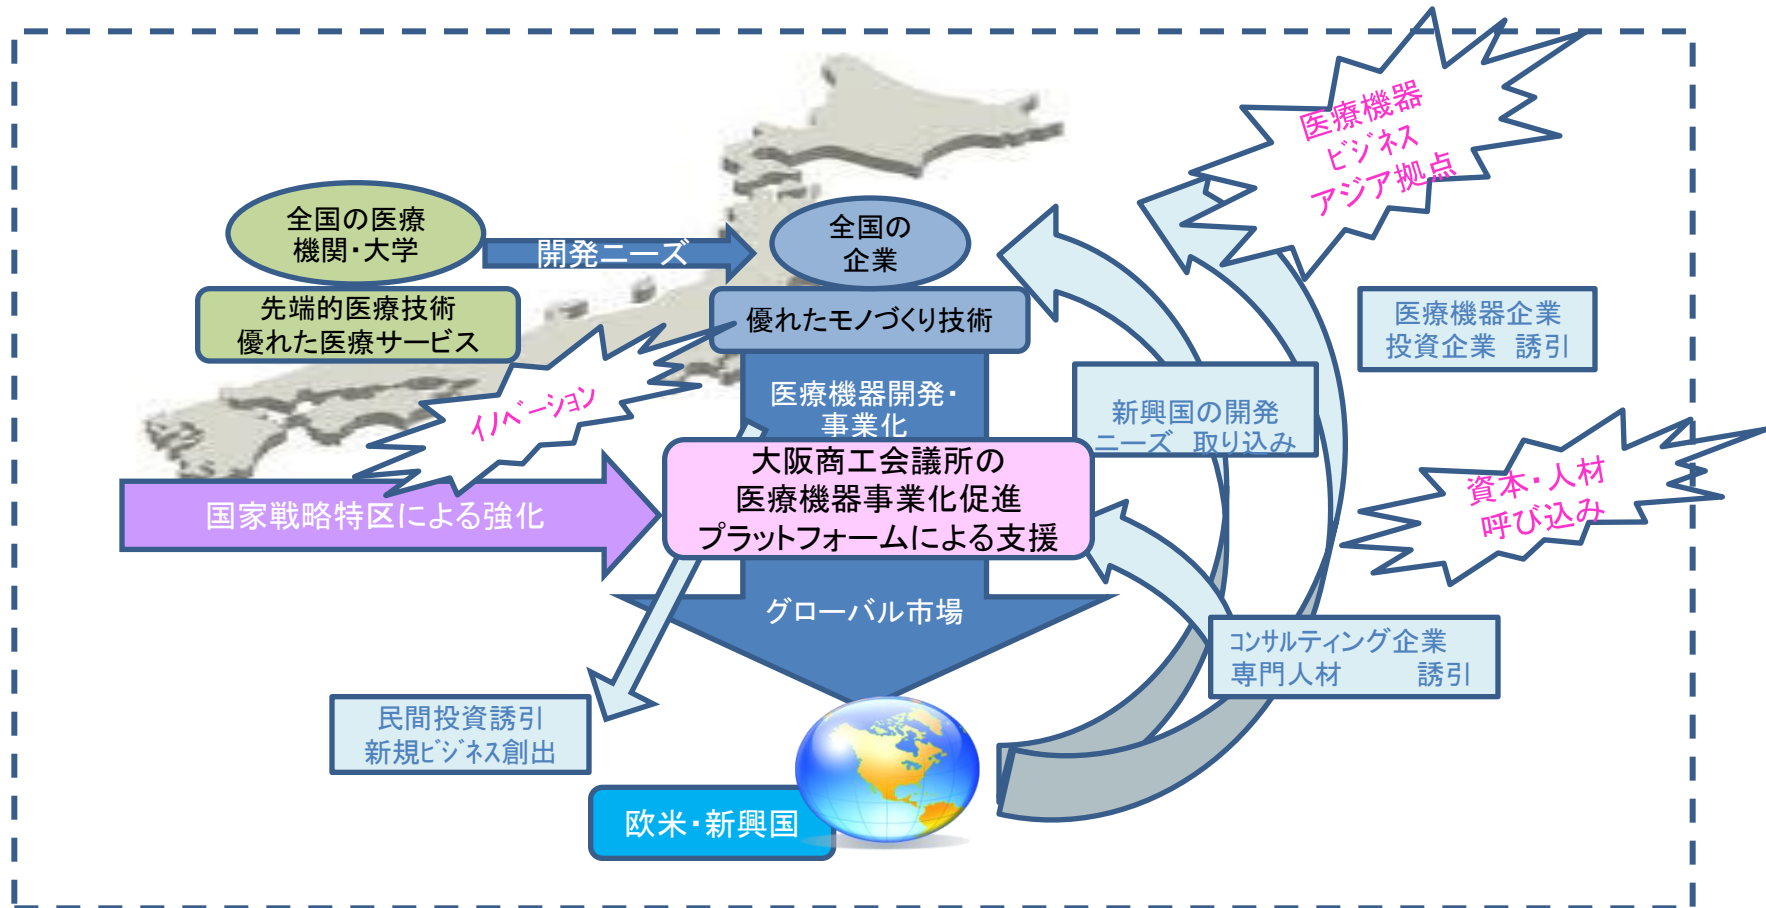 医療機器
ﾋﾞｼﾞﾈｽ
アジア拠点
全国の医療
機関・大学
開発ニーズ
全国の
企業
先端的医療技術
優れた医療サービス
優れたモノづくり技術
医療機器企業
投資企業 誘引
医療機器開発・
事業化
ｲﾉﾍﾞｰｼｮﾝ
新興国の開発
ニーズ 取り込み
大阪商工会議所の
医療機器事業化促進
プラットフォームによる支援
国家戦略特区による強化
資本・人材
呼び込み
グローバル市場
ｺﾝｻﾙティング企業
専門人材 誘引
民間投資誘引
新規ﾋﾞｼﾞﾈｽ創出
欧米・新興国